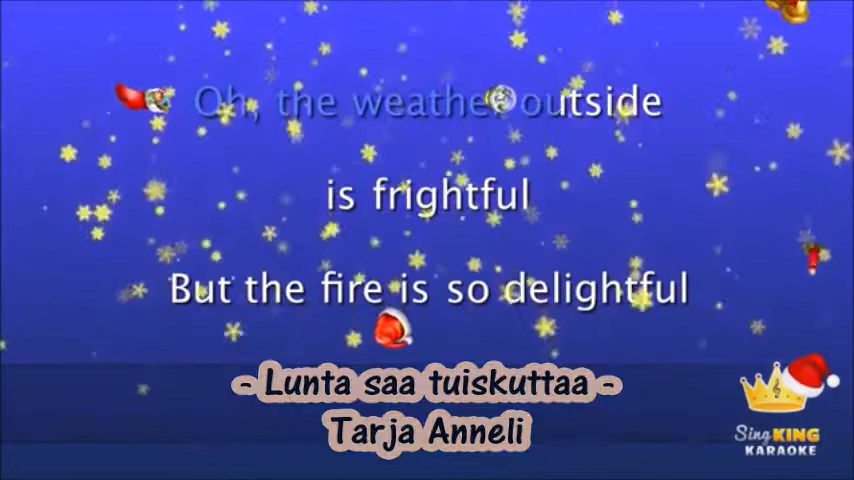 Oh, the weather outside
is frightful
But the fire is so delightful
- Lunta saa tuiskuttaa -
Tarja Anneli
Sing KING
KARAOKE